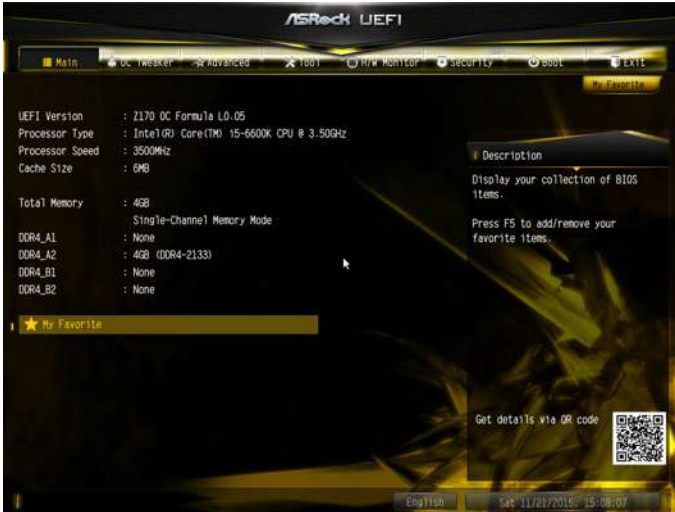 ASRock UEFI
Main OC Tweaker Advanced Tool H/W Monitor Security Boot Exit
My Favorite
UEFI Version : Z170 OC Formula L0.05
Processor Type : Intel(R) Core(TM) i5-6600K CPU @ 3.50GHz
Processor Speed : 3500MHz
Cache Size : 6MB
Total Memory : 4GB
Single-Channel Memory Mode
DDR4_A1 : None
DDR4_A2 : 4GB (DDR4-2133)
DDR4_B1 : None
DDR4_B2 : None
My Favorite
Description
Display your collection of BIOS
items.
Press F5 to add/remove your
favorite items.
Get details via QR code
English Sat 11/21/2015, 15:08:07